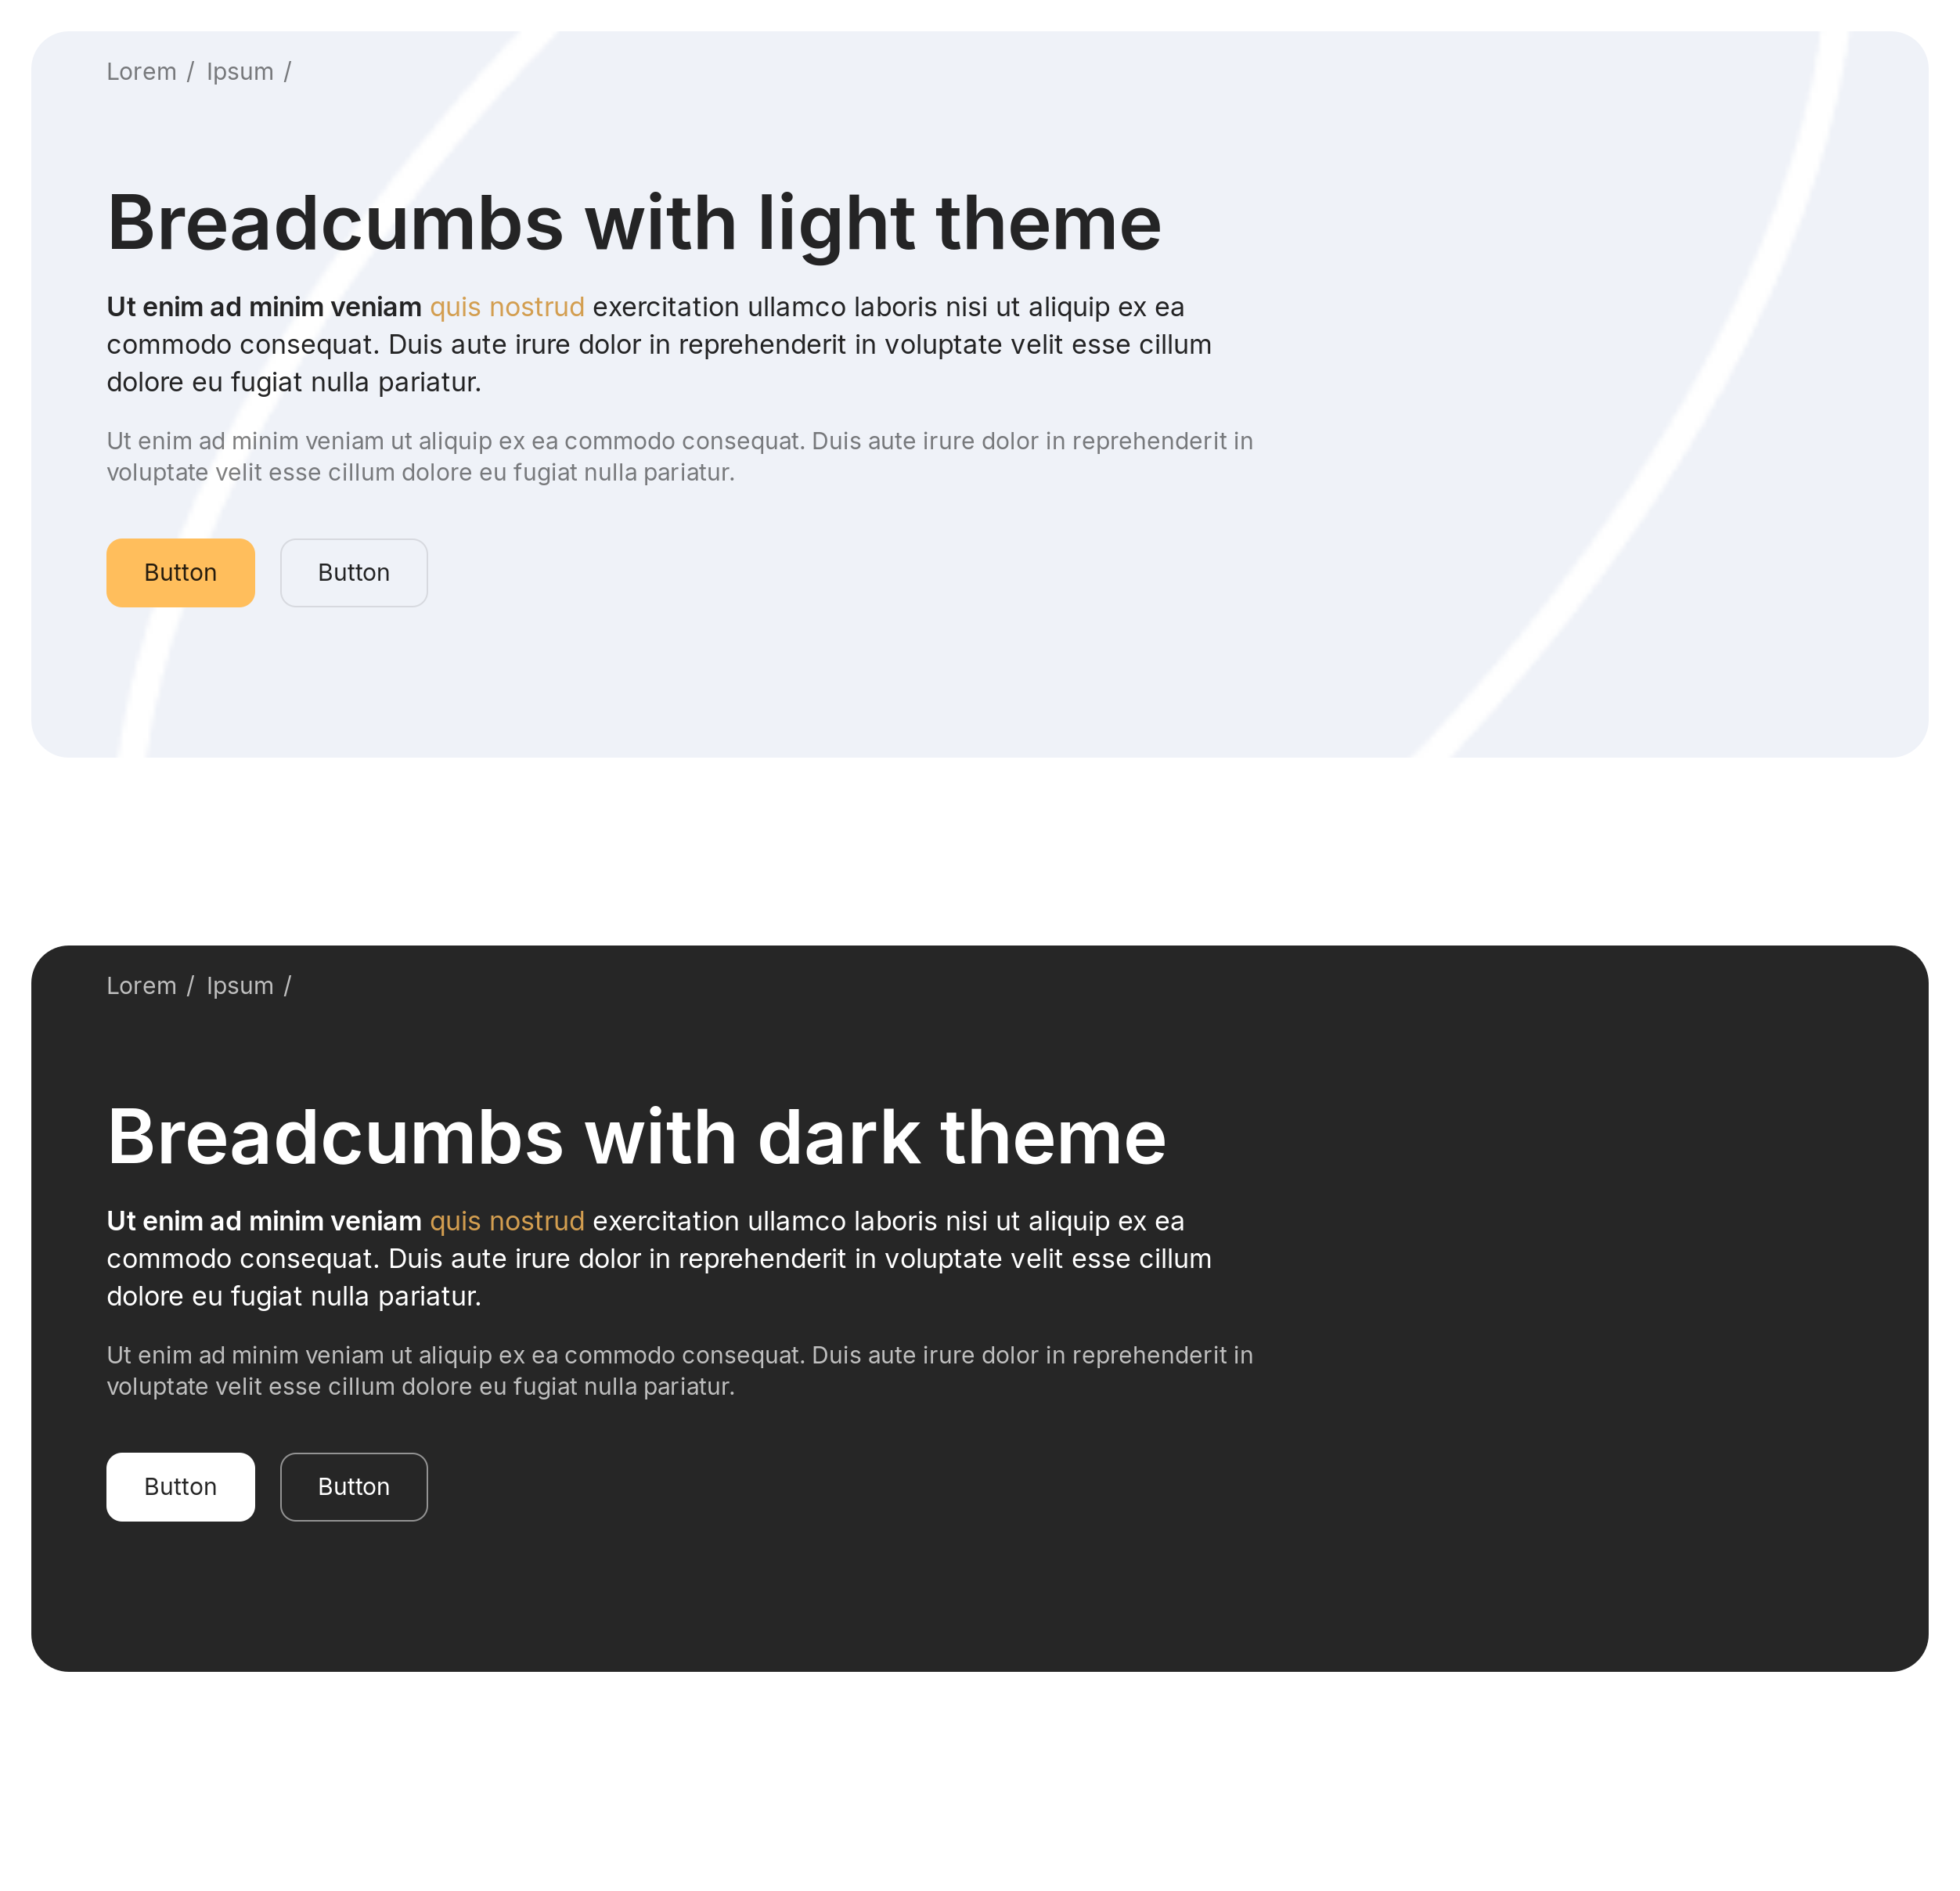 Lorem / Ipsum /
Breadcumbs with light theme
Ut enim ad minim veniam quis nostrud exercitation ullamco laboris nisi ut aliquip ex ea
commodo consequat. Duis aute irure dolor in reprehenderit in voluptate velit esse cillum
dolore eu fugiat nulla pariatur.
Ut enim ad minim veniam ut aliquip ex ea commodo consequat. Duis aute irure dolor in reprehenderit in
voluptate velit esse cillum dolore eu fugiat nulla pariatur.
Button Button
Lorem / Ipsum /
Breadcumbs with dark theme
Ut enim ad minim veniam quis nostrud exercitation ullamco laboris nisi ut aliquip ex ea
commodo consequat. Duis aute irure dolor in reprehenderit in voluptate velit esse cillum
dolore eu fugiat nulla pariatur.
Ut enim ad minim veniam ut aliquip ex ea commodo consequat. Duis aute irure dolor in reprehenderit in
voluptate velit esse cillum dolore eu fugiat nulla pariatur.
Button Button